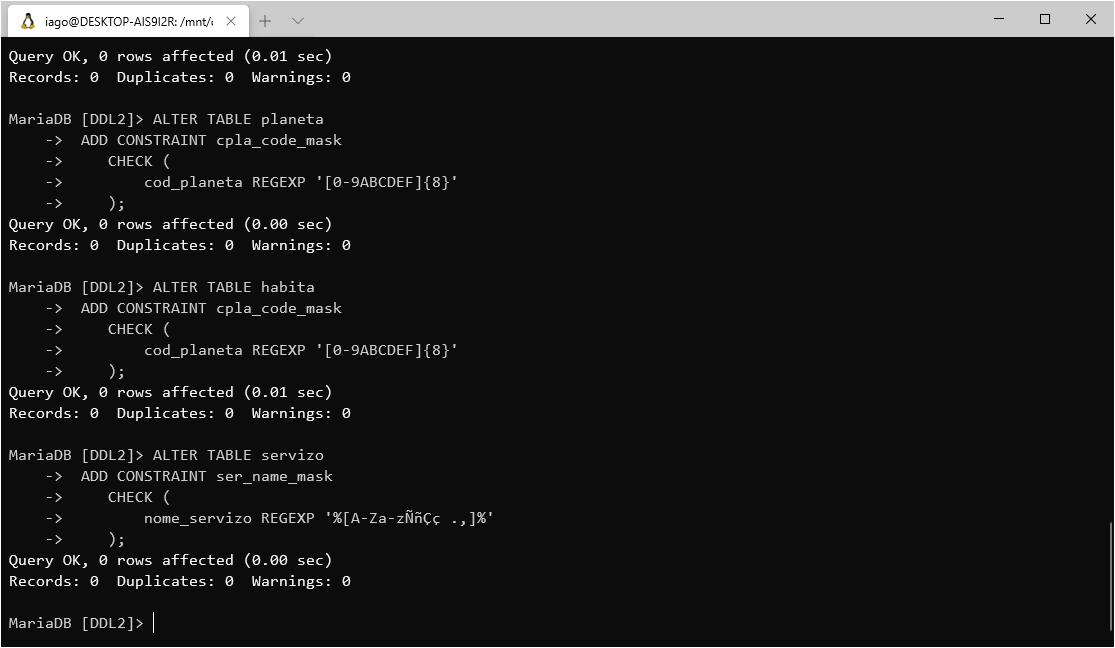 iago@DESKTOP-AIS9I2R: /mnt/c
Query OK, 0 rows affected (0.01 sec)
Records: 0  Duplicates: 0  Warnings: 0
MariaDB [DDL2]> ALTER TABLE planeta
    ->  ADD CONSTRAINT cpla_code_mask
    ->     CHECK (
    ->         cod_planeta REGEXP '[0-9ABCDEF]{8}'
    ->     );
Query OK, 0 rows affected (0.00 sec)
Records: 0  Duplicates: 0  Warnings: 0
MariaDB [DDL2]> ALTER TABLE habita
    ->  ADD CONSTRAINT cpla_code_mask
    ->     CHECK (
    ->         cod_planeta REGEXP '[0-9ABCDEF]{8}'
    ->     );
Query OK, 0 rows affected (0.01 sec)
Records: 0  Duplicates: 0  Warnings: 0
MariaDB [DDL2]> ALTER TABLE servizo
    ->  ADD CONSTRAINT ser_name_mask
    ->     CHECK (
    ->         nome_servizo REGEXP '%[A-Za-zÑñÇç .,]%'
    ->     );
Query OK, 0 rows affected (0.00 sec)
Records: 0  Duplicates: 0  Warnings: 0
MariaDB [DDL2]>